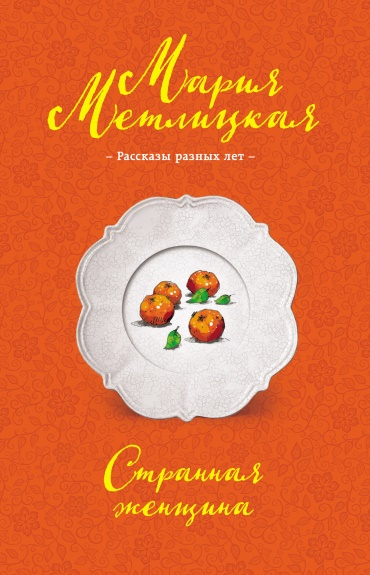 Мария
Метлицкая
– Рассказы разных лет –
Странная
женщина